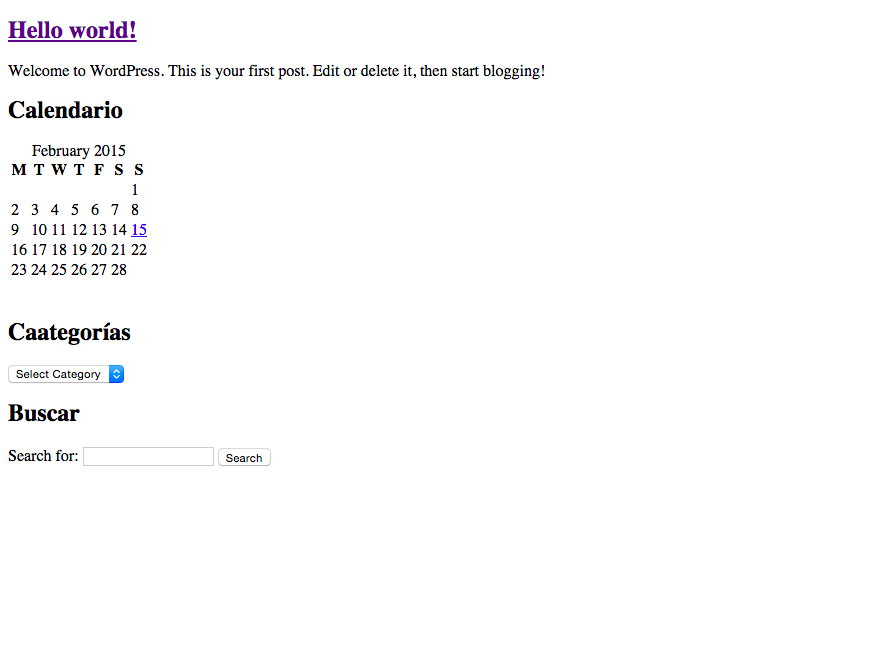 Hello world!
Welcome to WordPress. This is your first post. Edit or delete it, then start blogging!
Calendario
February 2015
M T W T F S S
1
2 3 4 5 6 7 8
9 10 11 12 13 14 15
16 17 18 19 20 21 22
23 24 25 26 27 28
Caategorías
Select Category
Buscar
Search for: Search